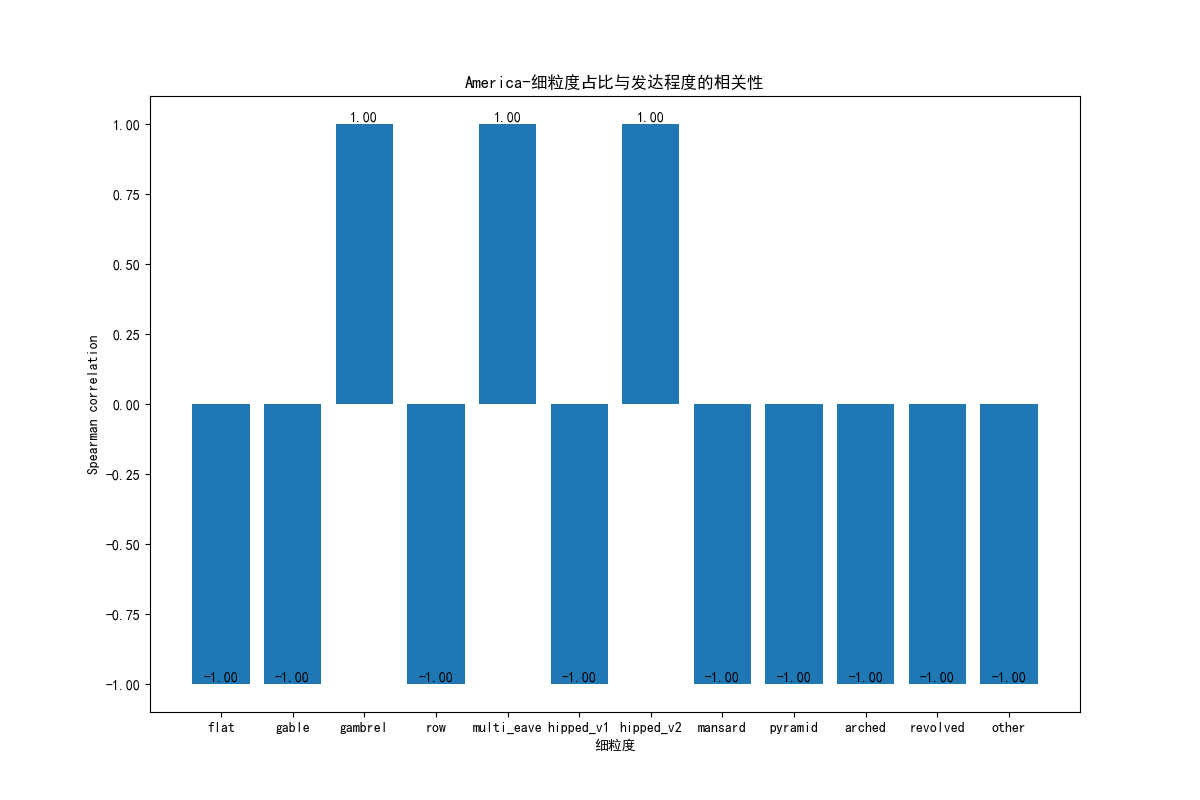 America-细粒度占比与发达程度的相关性
1.00 1.00 1.00
1.00
0.75
0.50
0.25
0.00
-0.25
-0.50
-0.75
-1.00
Spearman correlation
-1.00 -1.00 -1.00 -1.00 -1.00 -1.00 -1.00 -1.00 -1.00
flat gable gambrel row multi_eave hipped_v1 hipped_v2 mansard pyramid arched revolved other
细粒度